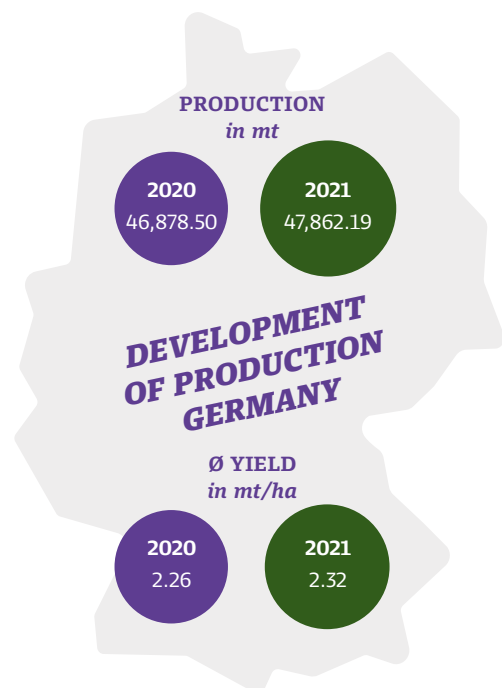 PRODUCTION
in mt
2020
46,878.50
2021
47,862.19
DEVELOPMENT
OF PRODUCTION
GERMANY
Ø YIELD
in mt/ha
2020
2.26
2021
2.32